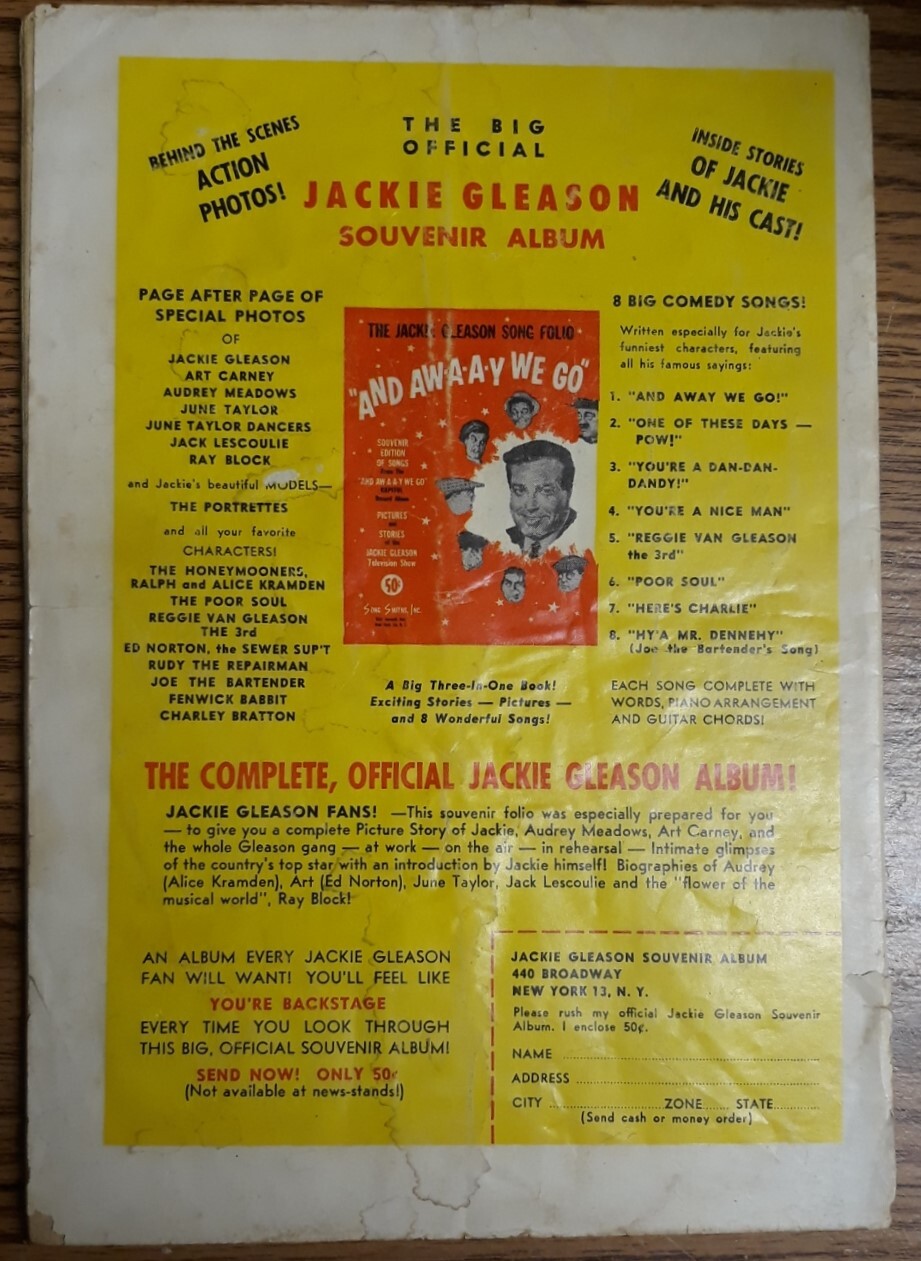 BEHIND THE SCENES
ACTION
PHOTOS!
THE BIG
OFFICIAL
JACKIE GLEASON
SOUVENIR ALBUM
INSIDE STORIES
OF JACKIE
AND HIS CAST!
PAGE AFTER PAGE OF
SPECIAL PHOTOS
OF
JACKIE GLEASON
ART CARNEY
AUDREY MEADOWS
JUNE TAYLOR
JUNE TAYLOR DANCERS
JACK LESCOULIE
RAY BLOCK
and Jackie's beautiful MODELS—
THE PORTRETTES
and all your favorite
CHARACTERS!
THE HONEYMOONERS,
RALPH and ALICE KRAMDEN
THE POOR SOUL
REGGIE VAN GLEASON
THE 3rd
ED NORTON, the SEWER SUP'T
RUDY THE REPAIRMAN
JOE THE BARTENDER
FENWICK BABBIT
CHARLEY BRATTON
THE JACKIE GLEASON SONG FOLIO
"AND AW-A-A-Y WE GO"
SOUVENIR
EDITION
OF SONGS
From the
"AND AW A-A-Y WE GO"
CAPITOL
Record Album
PICTURES
and
STORIES
of the
JACKIE GLEASON
Television Show
50¢
SONG SMITHS, INC.
A Big Three-In-One Book!
Exciting Stories — Pictures —
and 8 Wonderful Songs!
8 BIG COMEDY SONGS!
Written especially for Jackie's
funniest characters, featuring
all his famous sayings:
1. "AND AWAY WE GO!"
2. "ONE OF THESE DAYS —
POW!"
3. "YOU'RE A DAN-DAN-
DANDY!"
4. "YOU'RE A NICE MAN"
5. "REGGIE VAN GLEASON
the 3rd"
6. "POOR SOUL"
7. "HERE'S CHARLIE"
8. "HY'A MR. DENNEHY"
(Joe the Bartender's Song)
EACH SONG COMPLETE WITH
WORDS, PIANO ARRANGEMENT
AND GUITAR CHORDS!
THE COMPLETE, OFFICIAL JACKIE GLEASON ALBUM!
JACKIE GLEASON FANS! —This souvenir folio was especially prepared for you
— to give you a complete Picture Story of Jackie, Audrey Meadows, Art Carney, and
the whole Gleason gang — at work — on the air — in rehearsal — Intimate glimpses
of the country's top star with an introduction by Jackie himself! Biographies of Audrey
(Alice Kramden), Art (Ed Norton), June Taylor, Jack Lescoulie and the "flower of the
musical world", Ray Block!
AN ALBUM EVERY JACKIE GLEASON
FAN WILL WANT! YOU'LL FEEL LIKE
YOU'RE BACKSTAGE
EVERY TIME YOU LOOK THROUGH
THIS BIG, OFFICIAL SOUVENIR ALBUM!
SEND NOW! ONLY 50¢
(Not available at news-stands!)
JACKIE GLEASON SOUVENIR ALBUM
440 BROADWAY
NEW YORK 13, N. Y.
Please rush my official Jackie Gleason Souvenir
Album. I enclose 50¢.
NAME
ADDRESS
CITY ZONE STATE
(Send cash or money order)